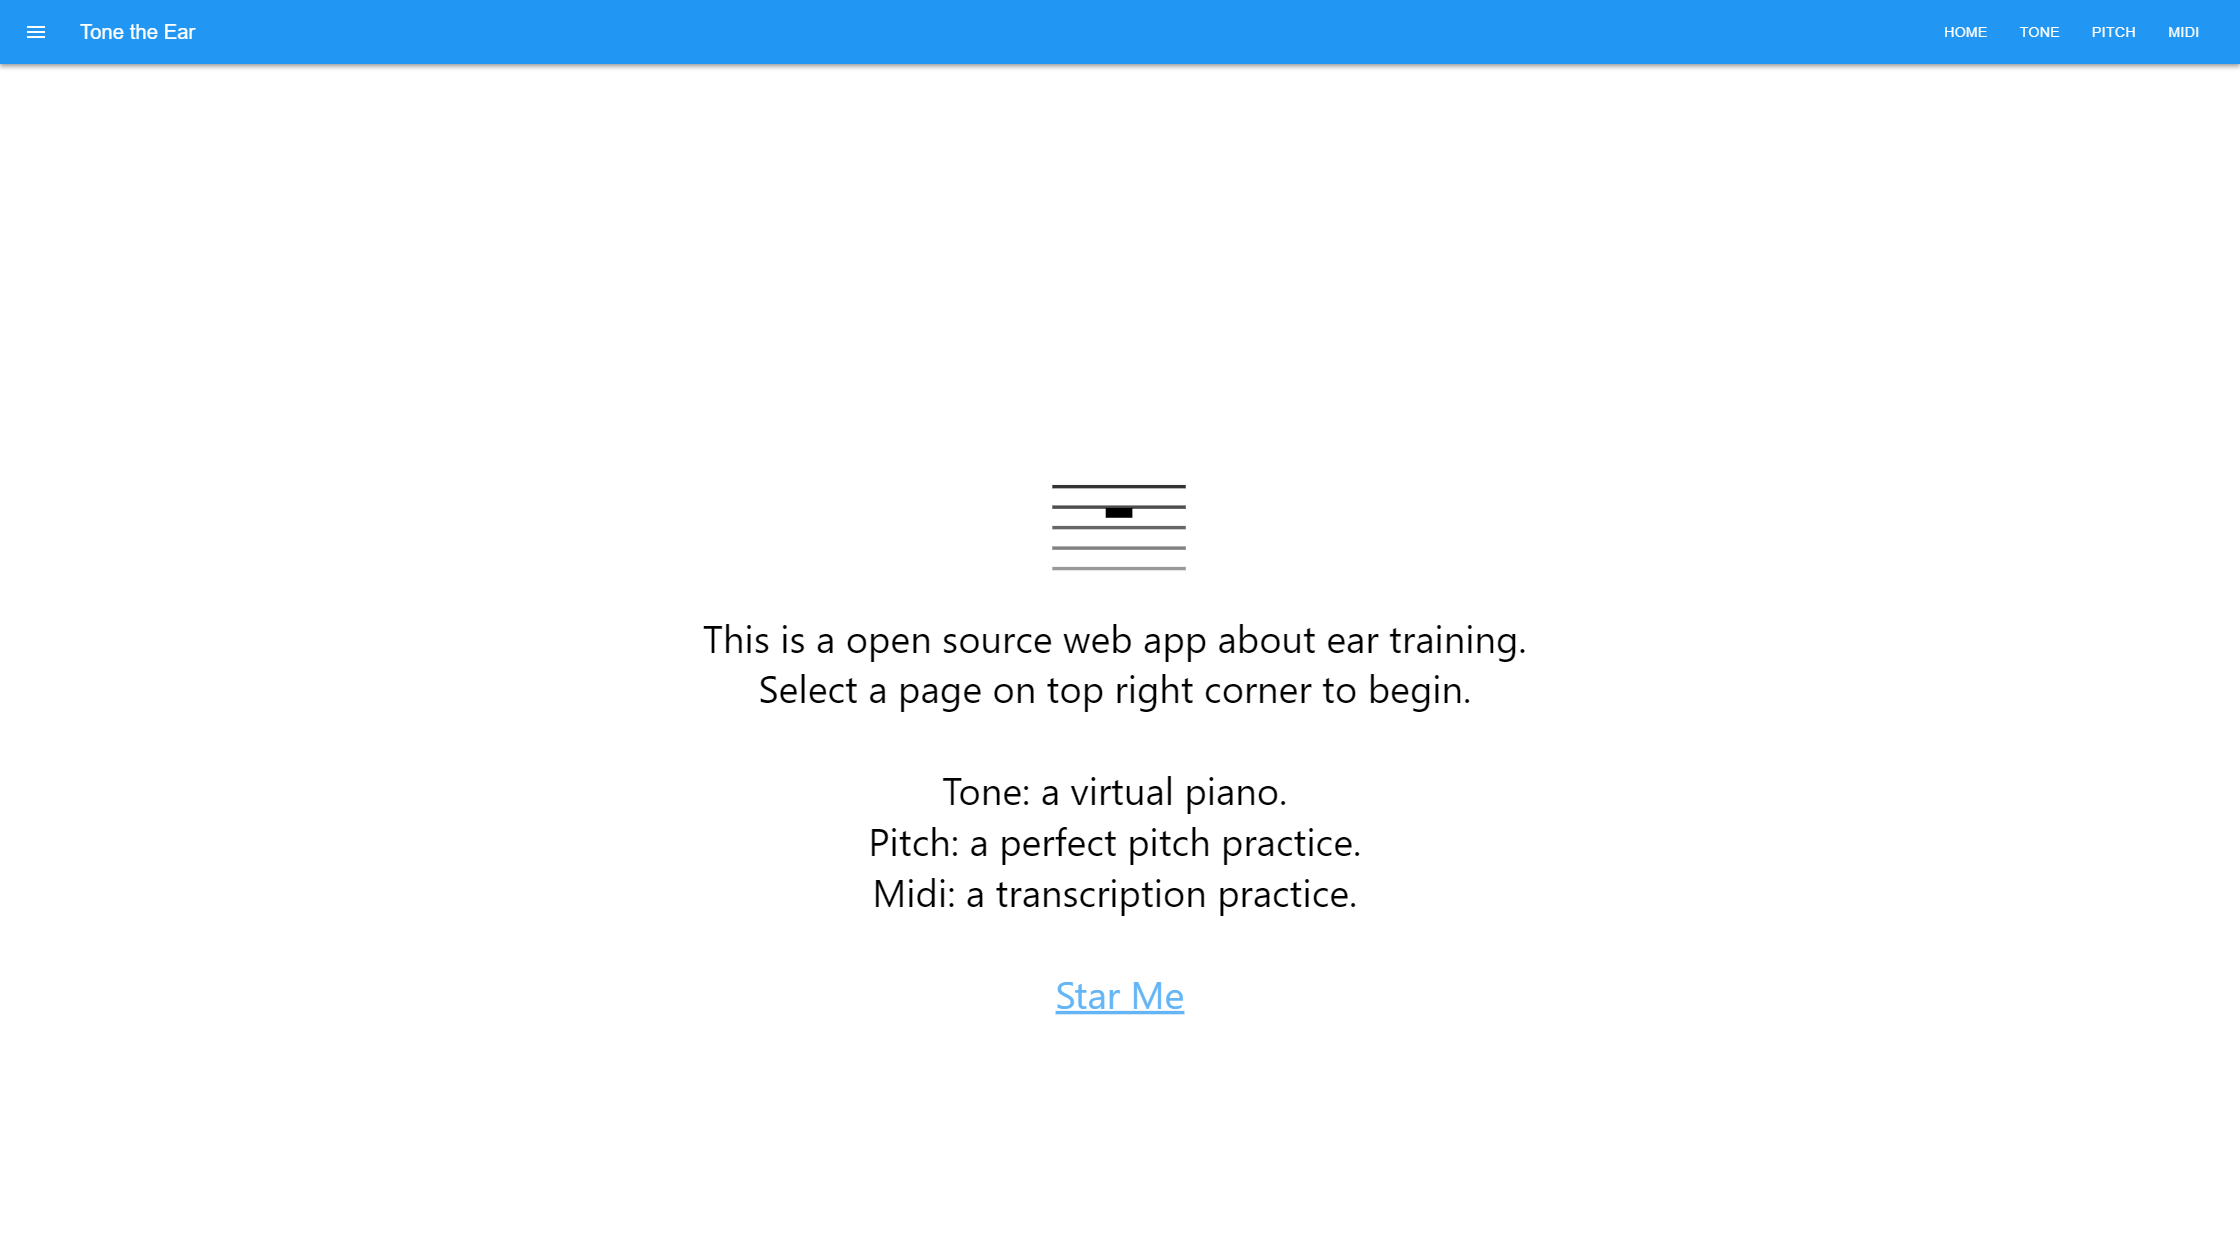 Tone the Ear
HOME TONE PITCH MIDI
This is a open source web app about ear training.
Select a page on top right corner to begin.
Tone: a virtual piano.
Pitch: a perfect pitch practice.
Midi: a transcription practice.
Star Me